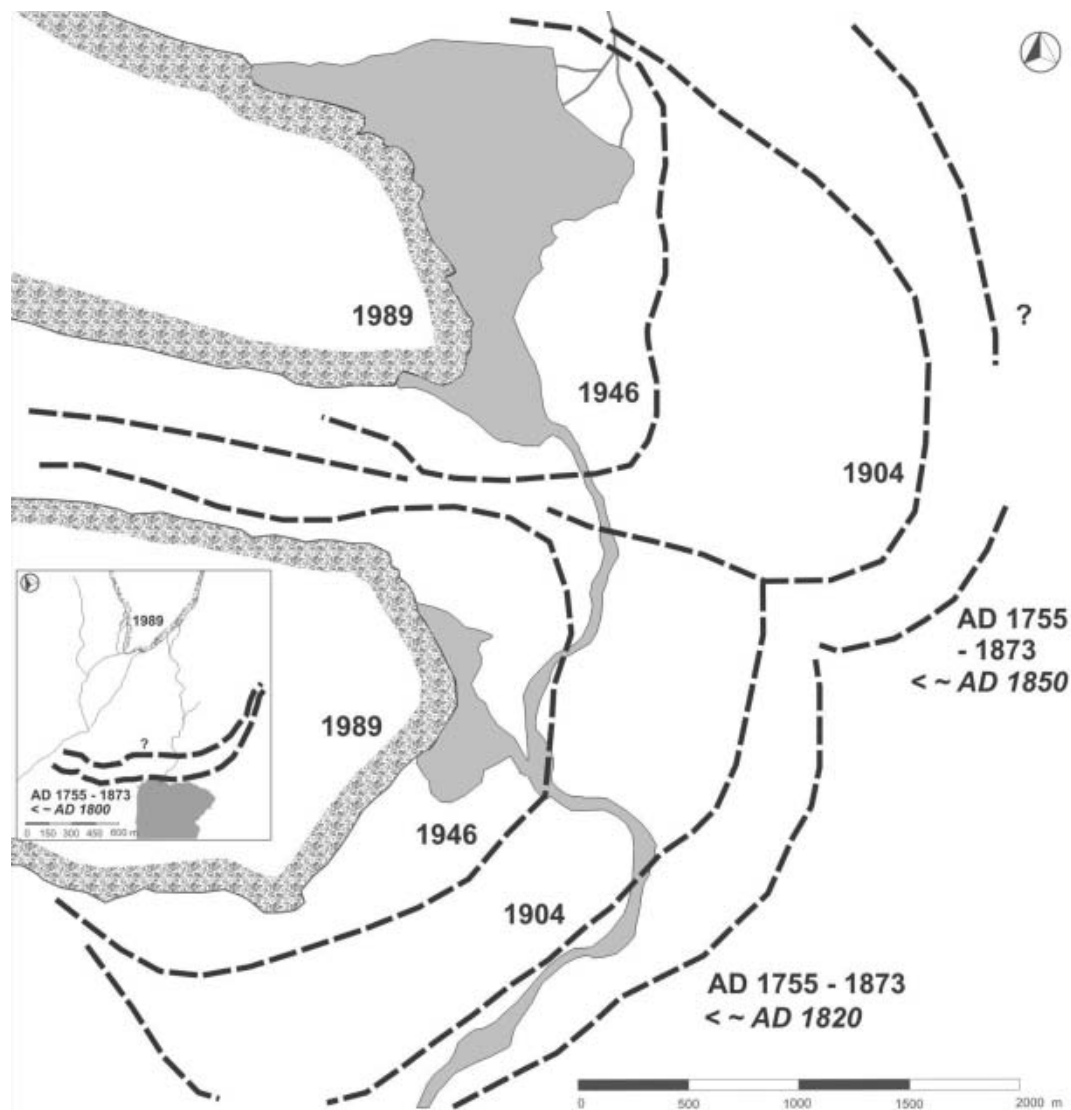 1989
?
1946
1904
AD 1755
- 1873
< ~ AD 1850
1989
?
AD 1755 - 1873
< ~ AD 1800
0 150 300 450 600 m
1989
1946
1904
AD 1755 - 1873
< ~ AD 1820
0 500 1000 1500 2000 m